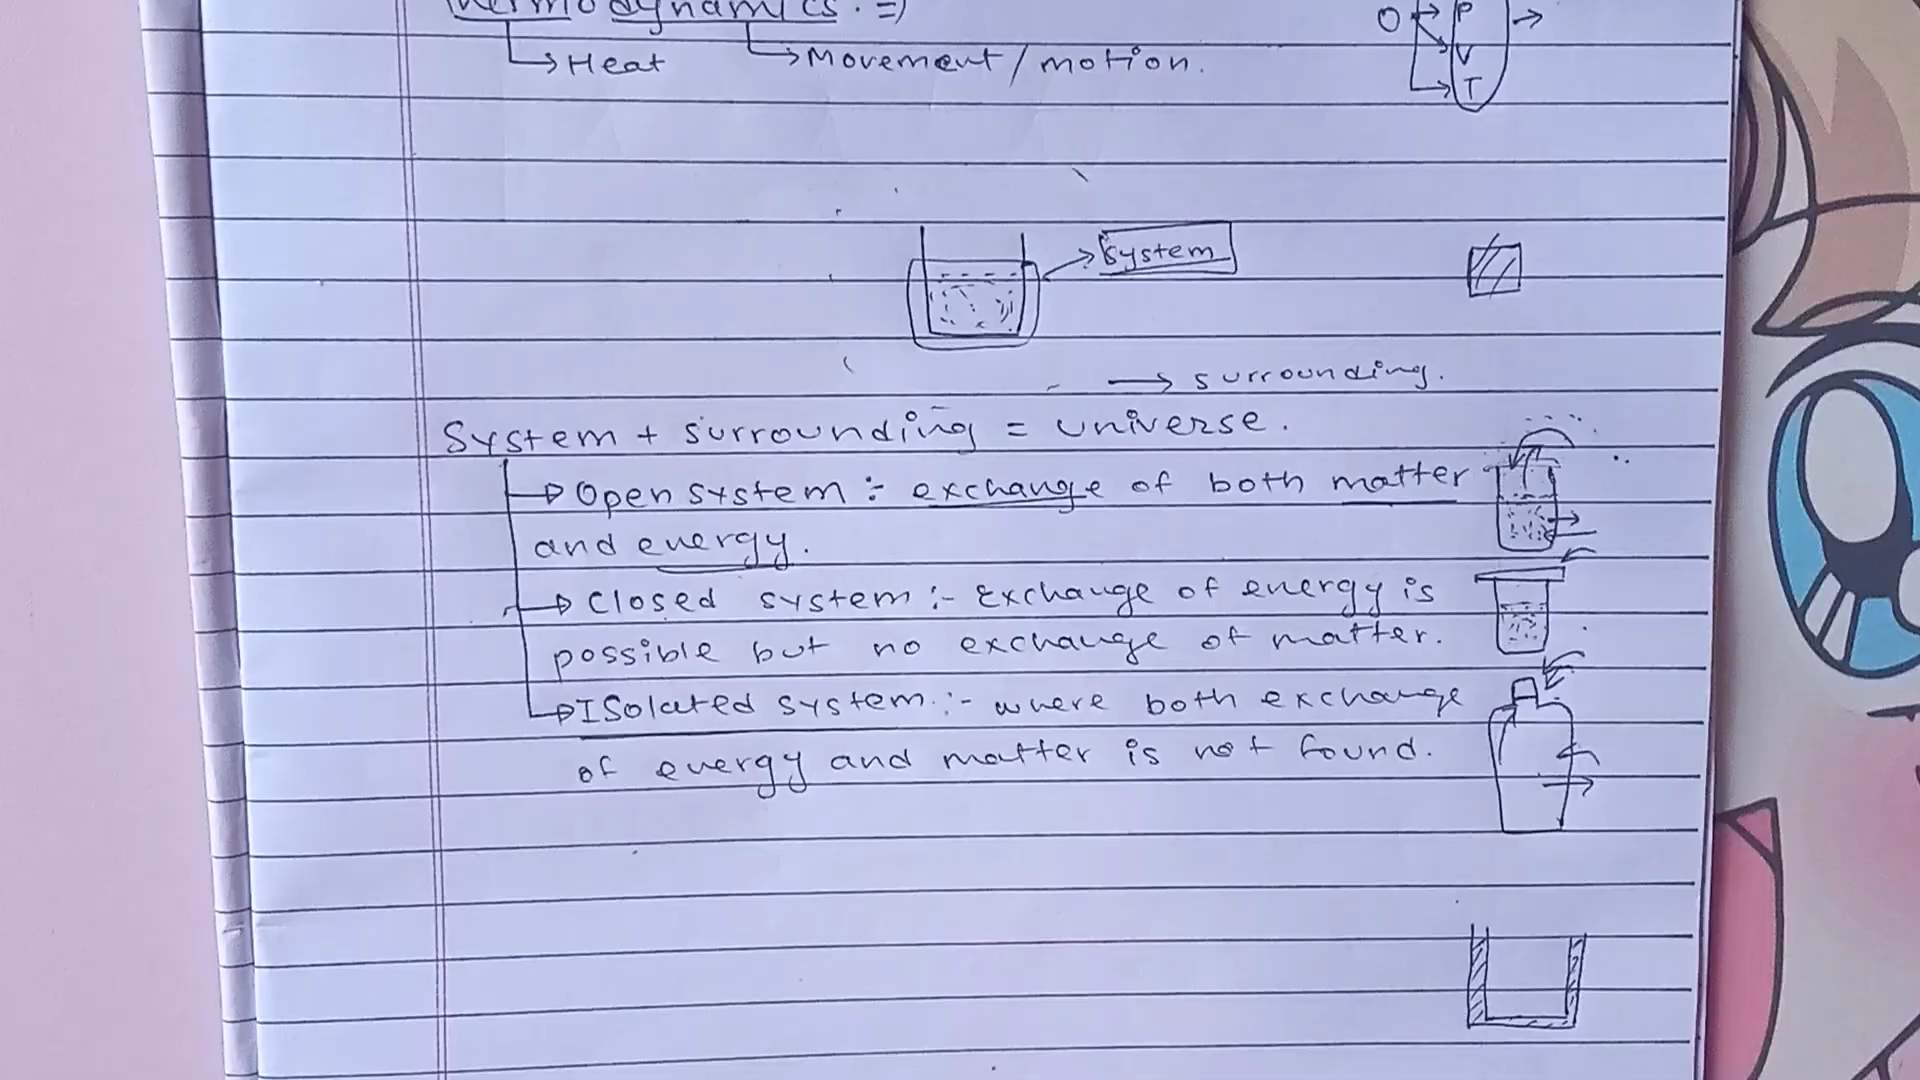 Thermodynamics. =)
O P
V
T
→ Heat → Movement / motion.
→ System
→ surrounding.
System + surrounding = universe.
→ Open system :- exchange of both matter
and energy.
→ Closed system :- Exchange of energy is
possible but no exchange of matter.
→ ISolated system :- where both exchange
of energy and matter is not found.